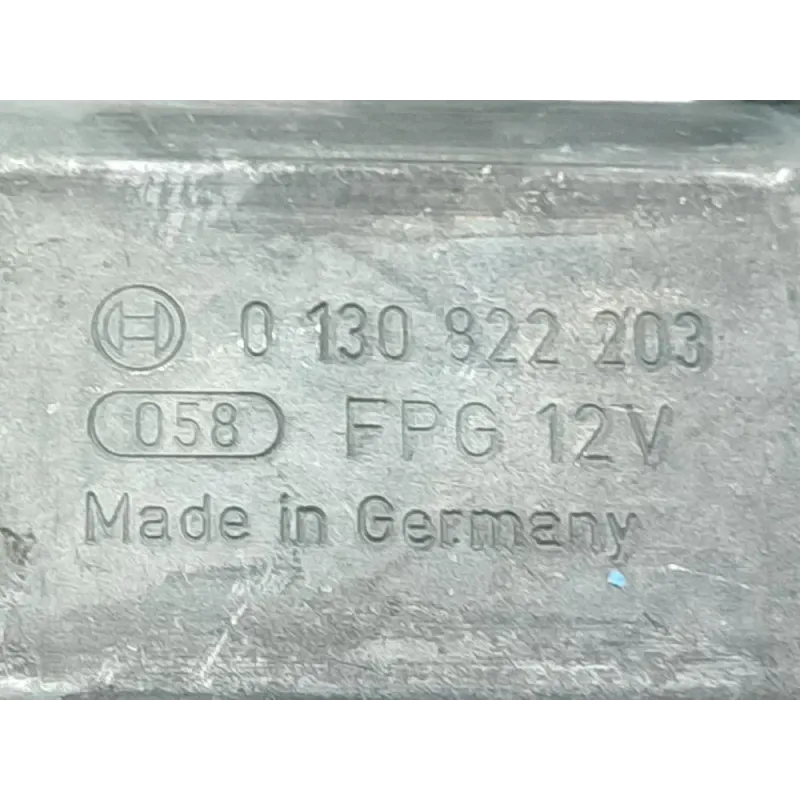 0 130 822 203
058 FPG 12V
Made in Germany